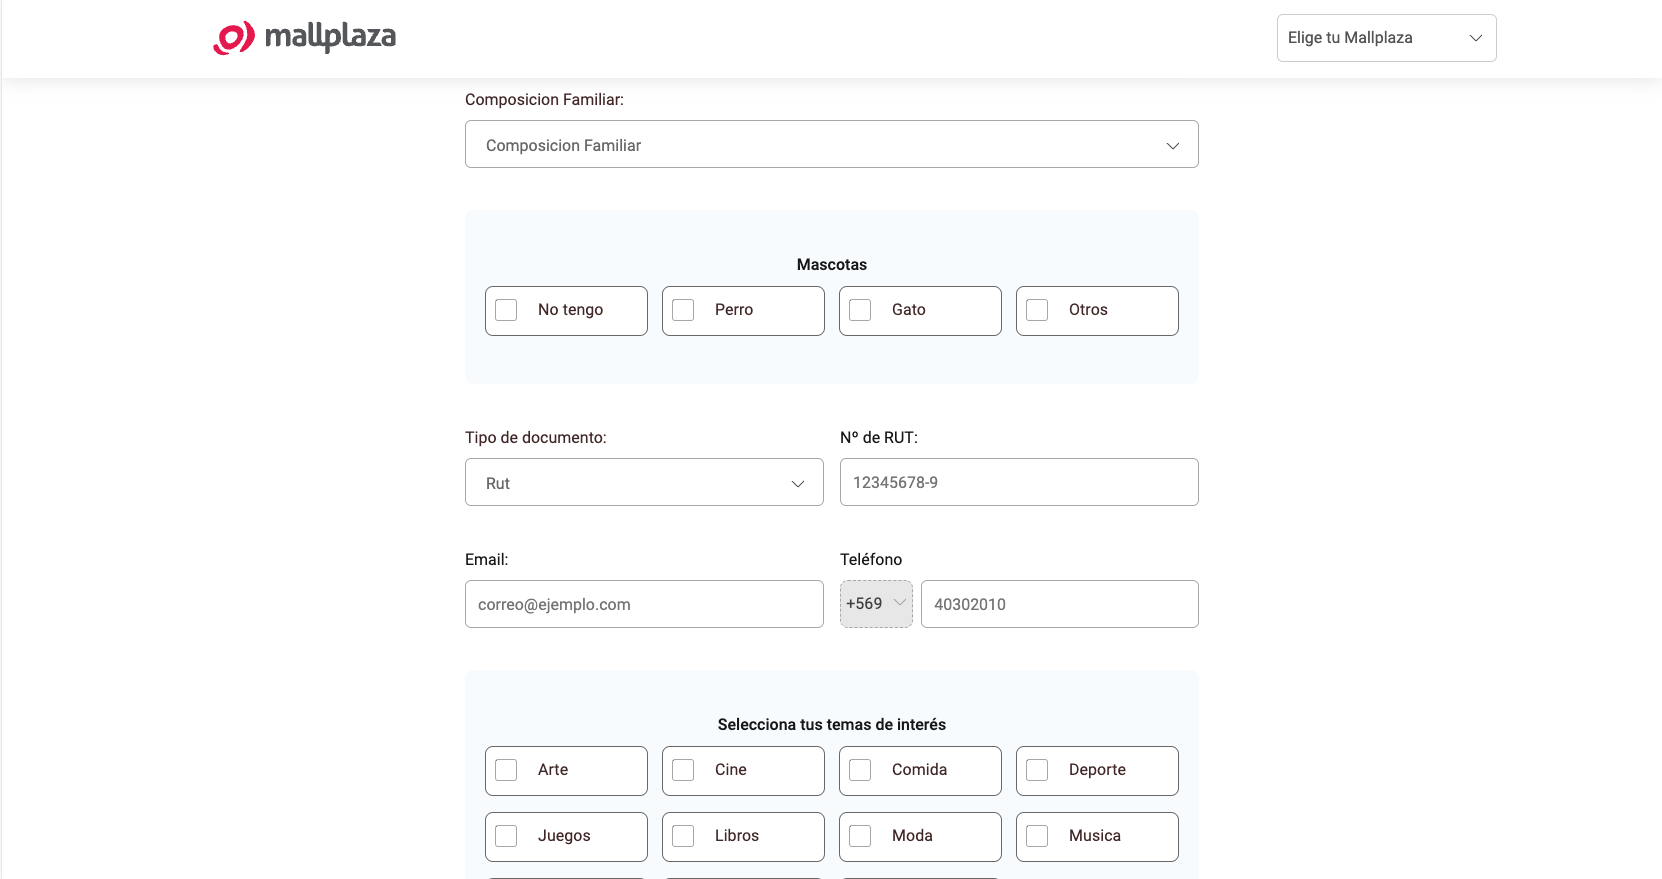 mallplaza
Elige tu Mallplaza
Composicion Familiar:
Composicion Familiar
Mascotas
No tengo
Perro
Gato
Otros
Tipo de documento:
Nº de RUT:
Rut
12345678-9
Email:
Teléfono
correo@ejemplo.com
+569
40302010
Selecciona tus temas de interés
Arte
Cine
Comida
Deporte
Juegos
Libros
Moda
Musica